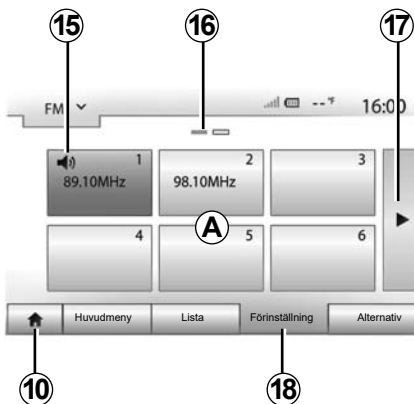 15 16 17
FM --°F 16:00
1 2 3
89.10MHz 98.10MHz
A
4 5 6
Huvudmeny Lista Förinställning Alternativ
10 18